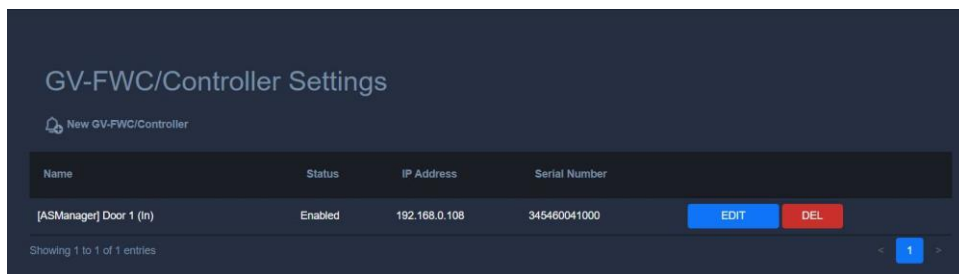 GV-FWC/Controller Settings
New GV-FWC/Controller
Name Status IP Address Serial Number
[ASManager] Door 1 (In) Enabled 192.168.0.108 345460041000 EDIT DEL
Showing 1 to 1 of 1 entries < 1 >